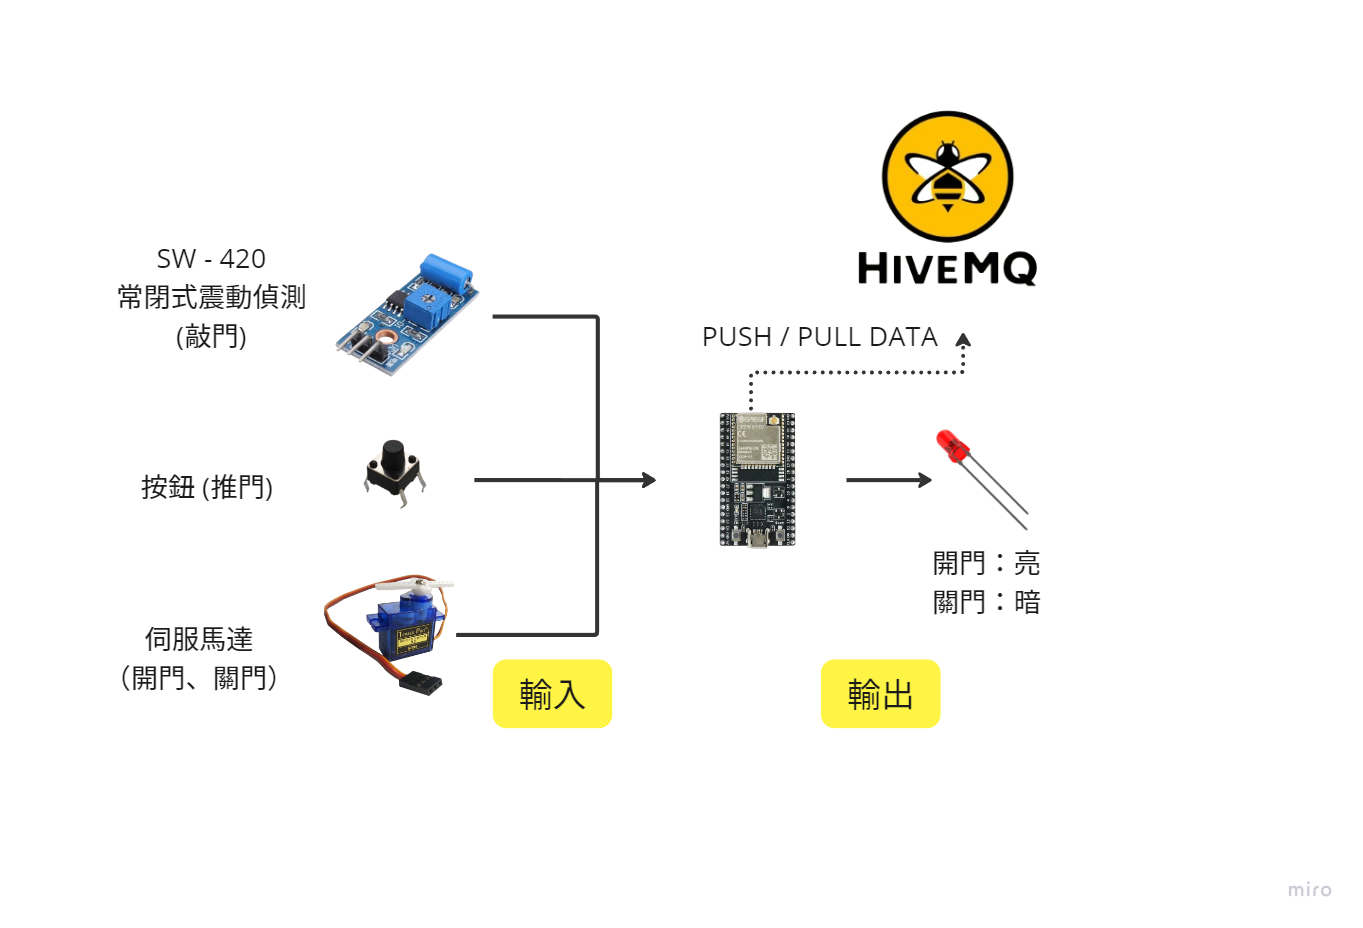 HIVEMQ
SW - 420
常閉式震動偵測
(敲門)
PUSH / PULL DATA
按鈕 (推門)
開門：亮
關門：暗
伺服馬達
（開門、關門）
輸入
輸出
miro